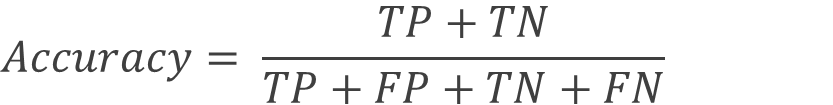 Accuracy = TP + TN / TP + FP + TN + FN